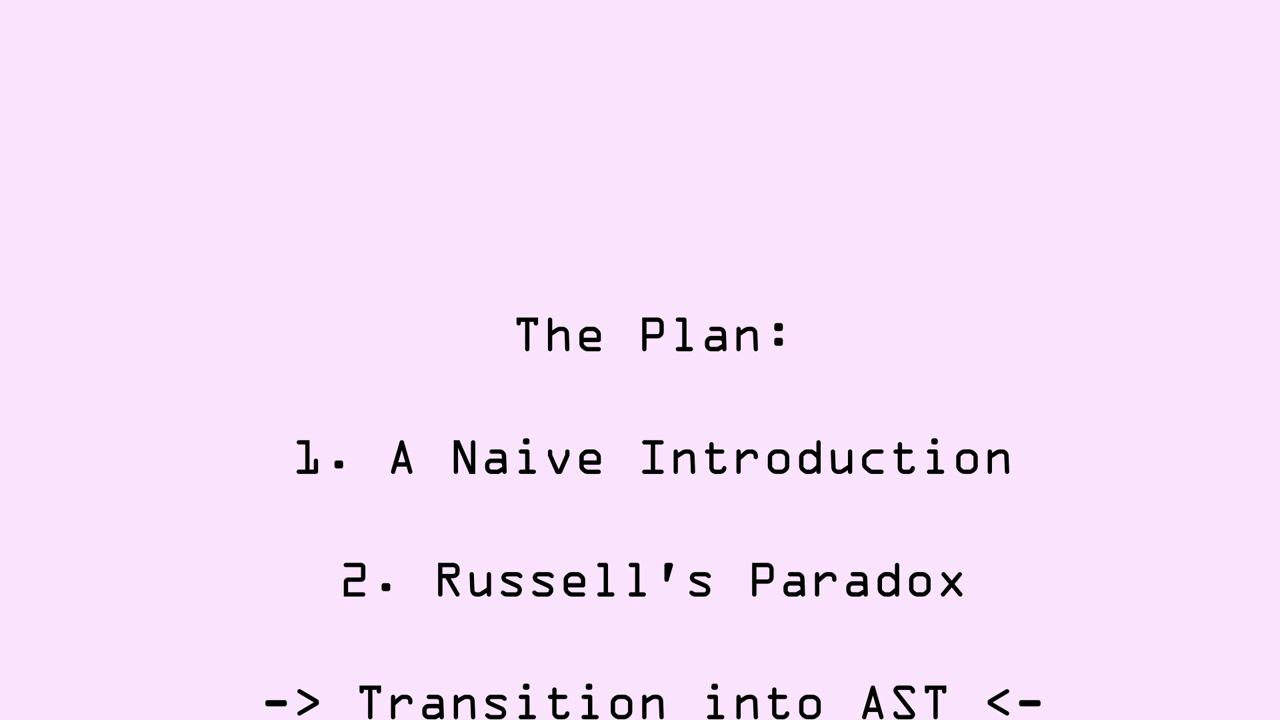 The Plan:
1. A Naive Introduction
2. Russell's Paradox
-> Transition into AST <-